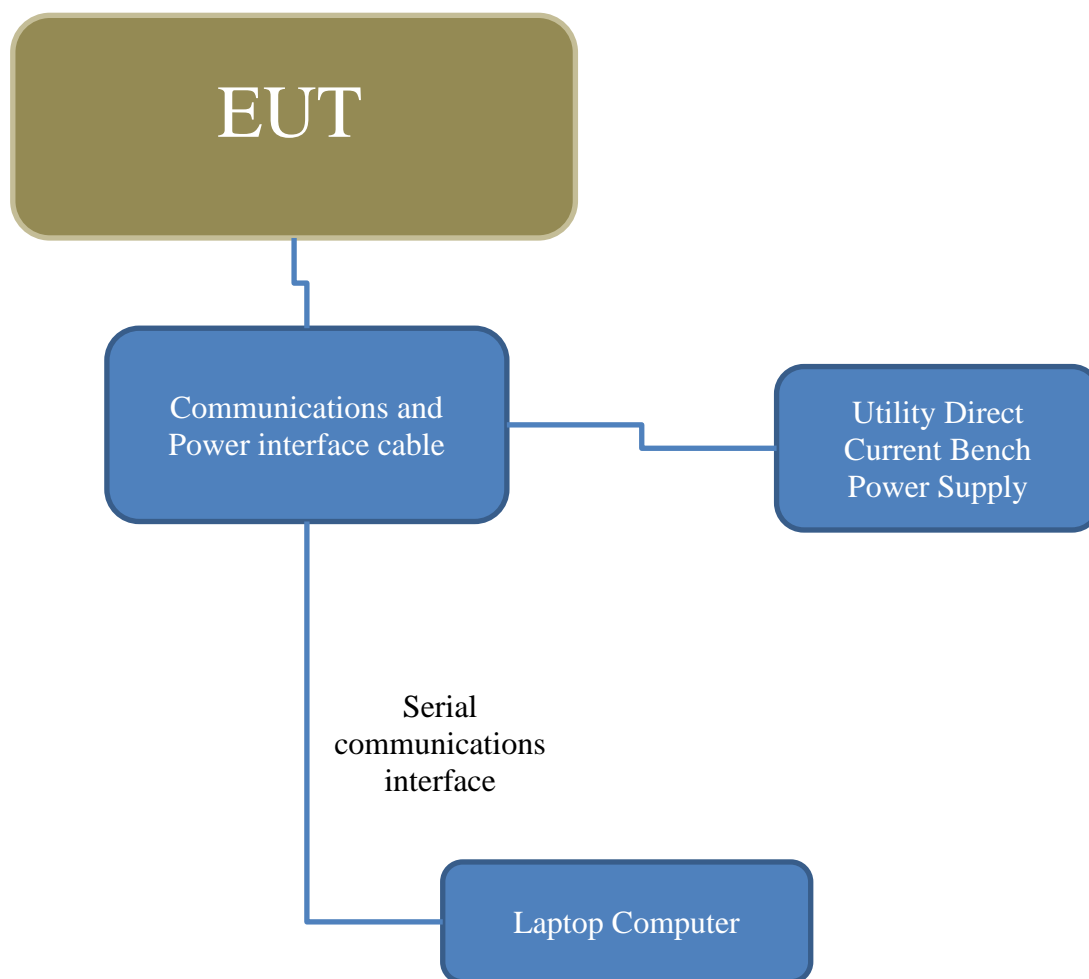 EUT
Communications and
Power interface cable
Utility Direct
Current Bench
Power Supply
Serial
communications
interface
Laptop Computer